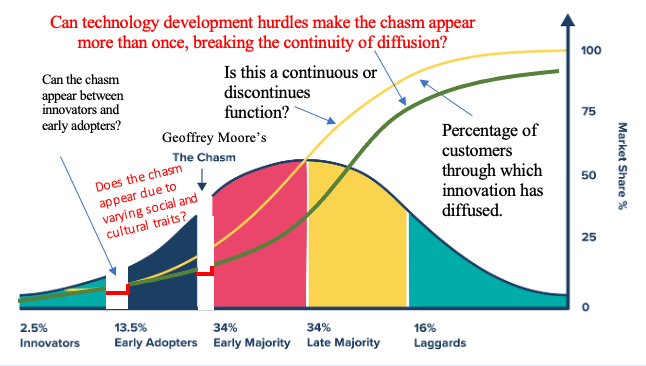 Can technology development hurdles make the chasm appear
more than once, breaking the continuity of diffusion?
Can the chasm
appear between
innovators and
early adopters?
Is this a continuous or
discontinues
function?
Geoffrey Moore's
The Chasm
Does the chasm
appear due to
varying social and
cultural traits?
Percentage of
customers
through which
innovation has
diffused.
100
75
50
25
0
Market Share %
2.5%
Innovators
13.5%
Early Adopters
34%
Early Majority
34%
Late Majority
16%
Laggards